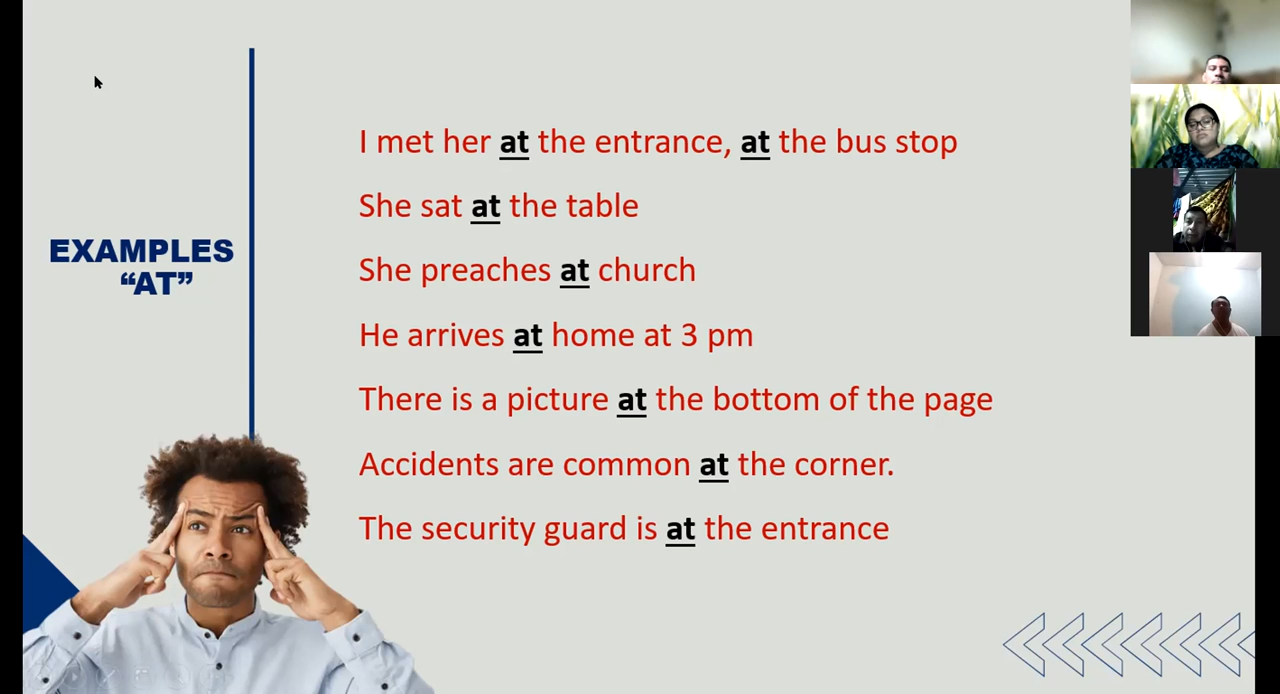 EXAMPLES
“AT”
I met her at the entrance, at the bus stop
She sat at the table
She preaches at church
He arrives at home at 3 pm
There is a picture at the bottom of the page
Accidents are common at the corner.
The security guard is at the entrance